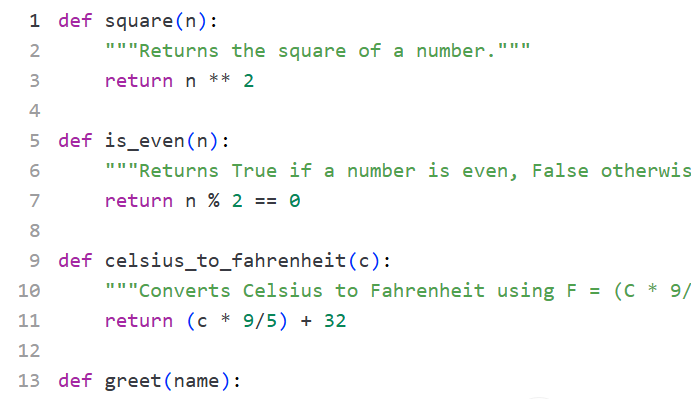 1 def square(n):
2     """Returns the square of a number."""
3     return n ** 2
4
5 def is_even(n):
6     """Returns True if a number is even, False otherwis
7     return n % 2 == 0
8
9 def celsius_to_fahrenheit(c):
10     """Converts Celsius to Fahrenheit using F = (C * 9/
11     return (c * 9/5) + 32
12
13 def greet(name):